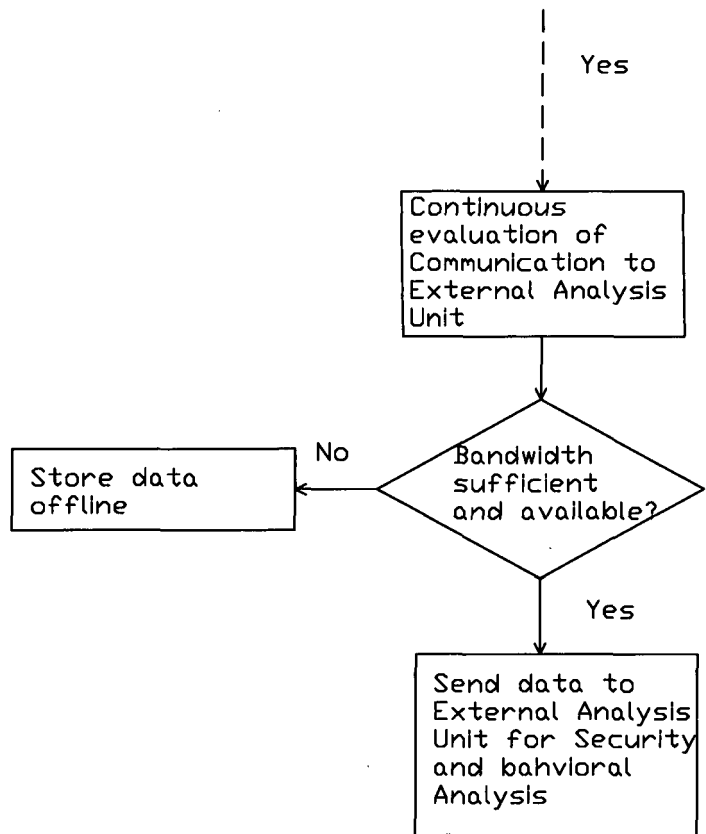 Yes
Continuous
evaluation of
Communication to
External Analysis
Unit
No
Store data
offline
Bandwidth
sufficient
and available?
Yes
Send data to
External Analysis
Unit for Security
and bahvioral
Analysis